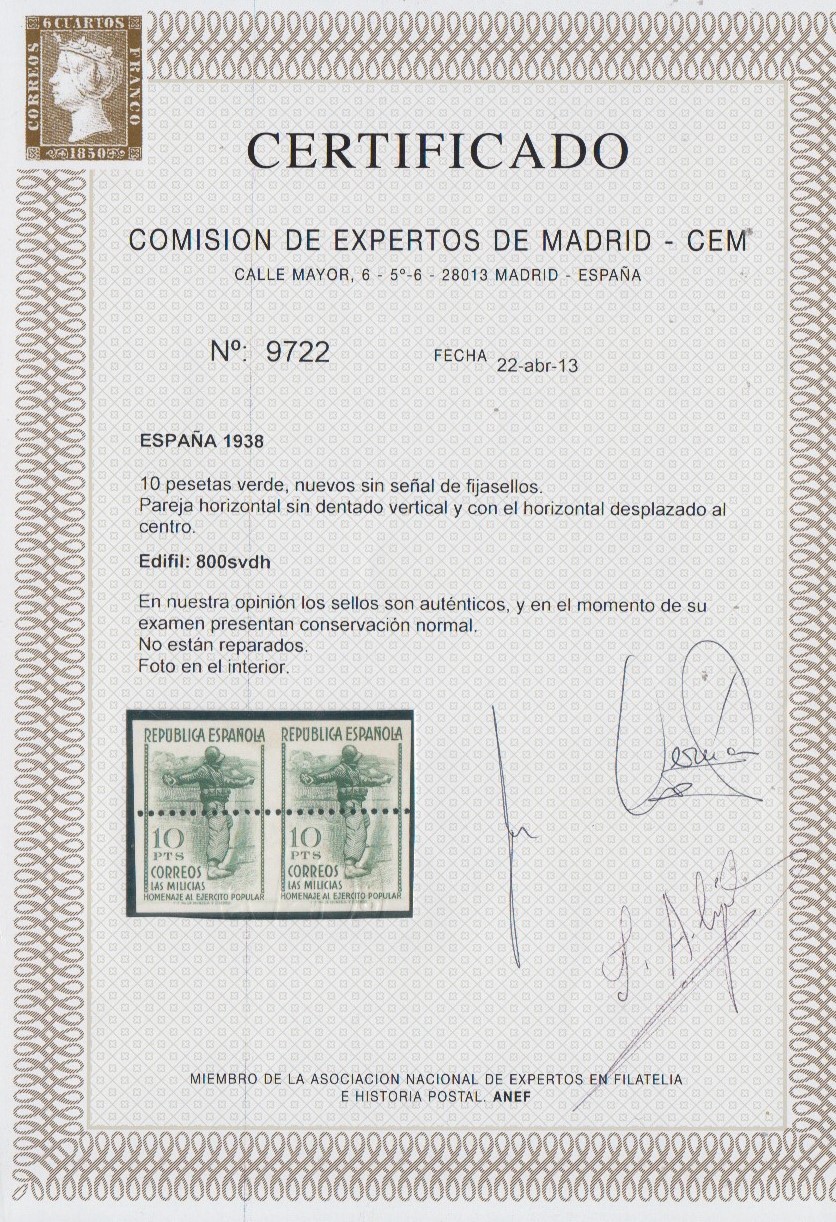 6 CUARTOS
CORREOS
FRANCO
1850
CERTIFICADO
COMISION DE EXPERTOS DE MADRID - CEM
CALLE MAYOR, 6 - 5º-6 - 28013 MADRID - ESPAÑA
Nº: 9722
FECHA 22-abr-13
ESPAÑA 1938
10 pesetas verde, nuevos sin señal de fijasellos.
Pareja horizontal sin dentado vertical y con el horizontal desplazado al
centro.
Edifil: 800svdh
En nuestra opinión los sellos son auténticos, y en el momento de su
examen presentan conservación normal.
No están reparados.
Foto en el interior.
REPUBLICA ESPAÑOLA REPUBLICA ESPAÑOLA
10 10
PTS PTS
CORREOS CORREOS
LAS MILICIAS LAS MILICIAS
HOMENAJE AL EJERCITO POPULAR HOMENAJE AL EJERCITO POPULAR
MIEMBRO DE LA ASOCIACION NACIONAL DE EXPERTOS EN FILATELIA
E HISTORIA POSTAL. ANEF